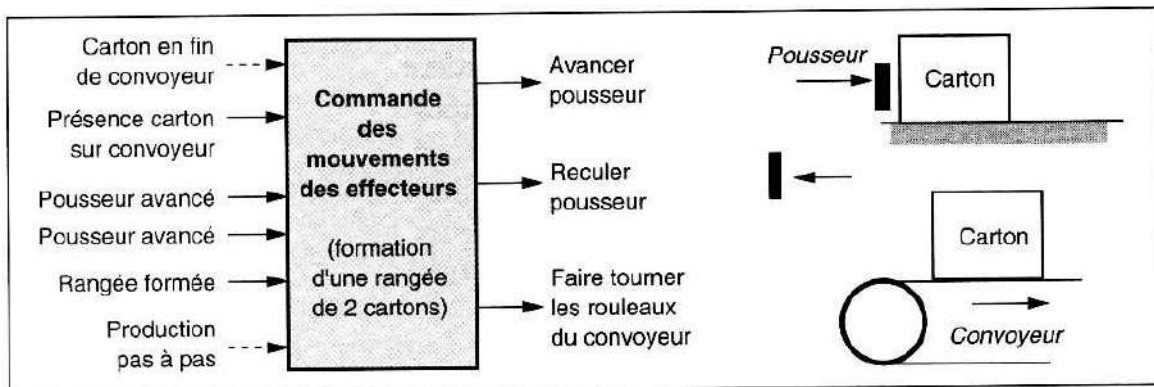 Carton en fin
de convoyeur
Présence carton
sur convoyeur
Pousseur avancé
Pousseur avancé
Rangée formée
Production
pas à pas
Commande
des
mouvements
des effecteurs
(formation
d'une rangée
de 2 cartons)
Avancer
pousseur
Reculer
pousseur
Faire tourner
les rouleaux
du convoyeur
Pousseur
Carton
Carton
Convoyeur